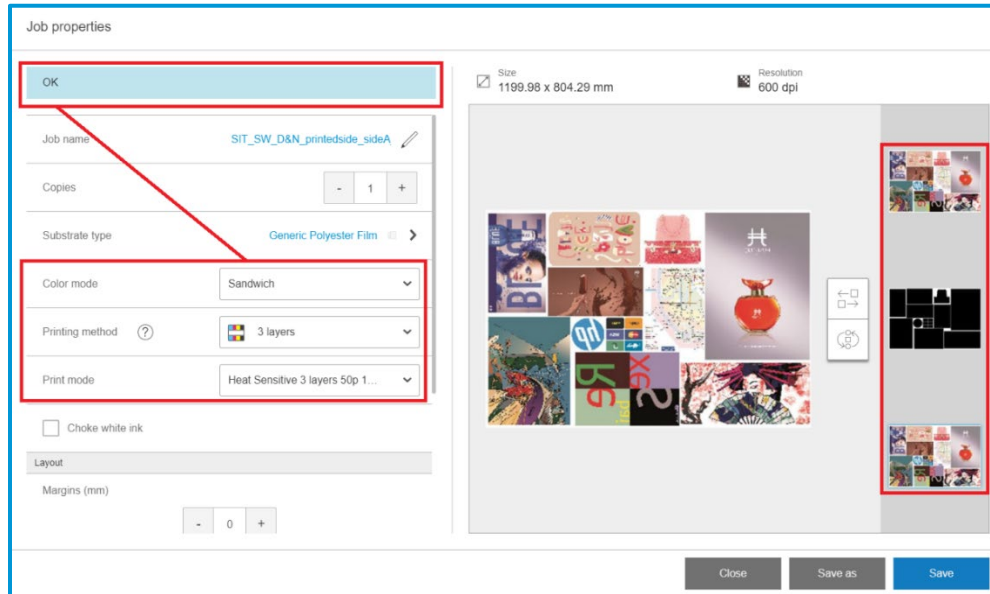 Job properties
OK
Size
1199.98 x 804.29 mm
Resolution
600 dpi
Job name
SIT_SW_D&N_printedside_sideA
Copies
- 1 +
Substrate type
Generic Polyester Film
Color mode
Sandwich
Printing method ?
3 layers
Print mode
Heat Sensitive 3 layers 50p 1...
Choke white ink
Layout
Margins (mm)
- 0 +
hp
Close
Save as
Save